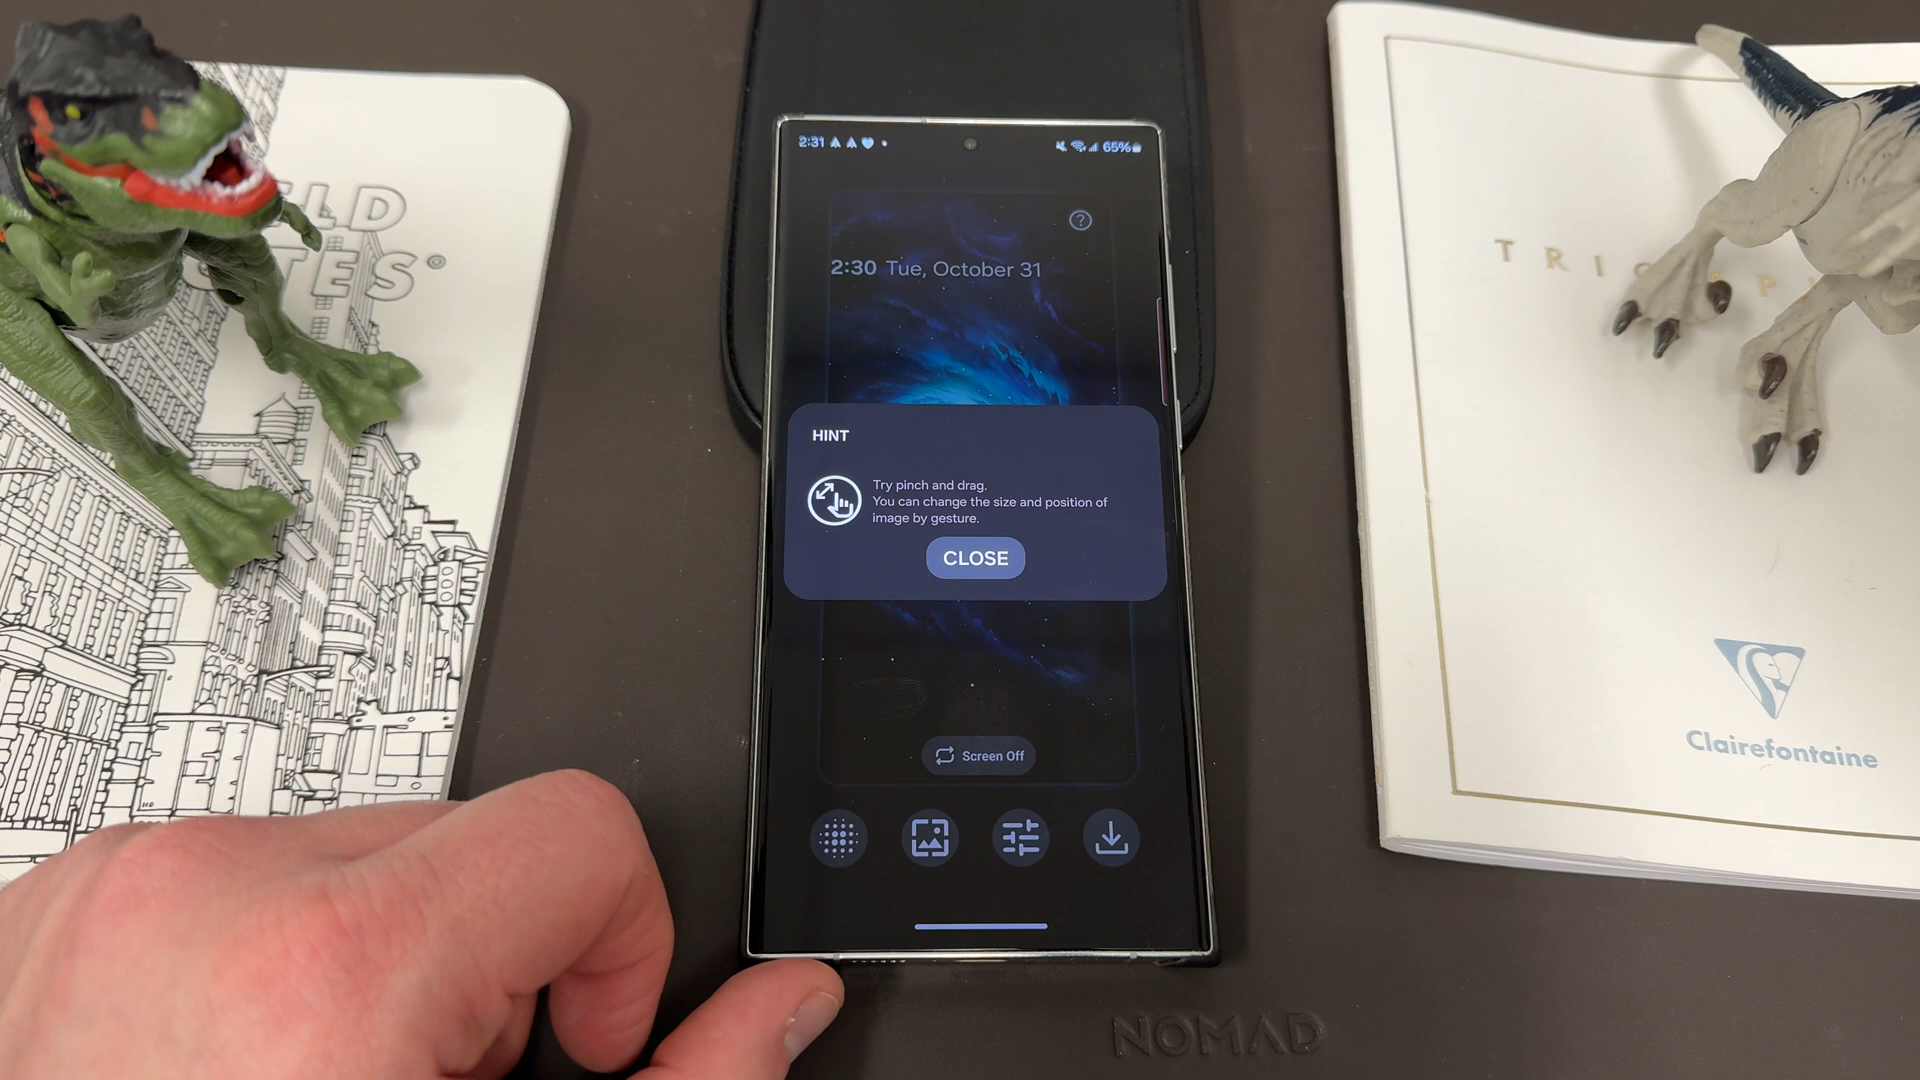 2:31
65%
2:30 Tue, October 31
HINT
Try pinch and drag.
You can change the size and position of
image by gesture.
CLOSE
Screen Off
Clairefontaine
NOMAD